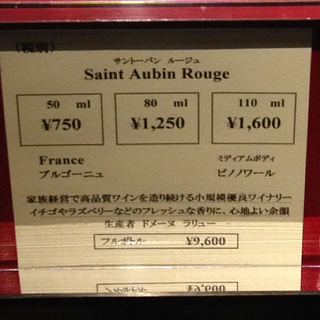 (税別)
サントーバン ルージュ
Saint Aubin Rouge
50 ml 80 ml 110 ml
¥750 ¥1,250 ¥1,600
France ミディアムボディ
ブルゴーニュ ピノノワール
家族経営で高品質ワインを造り続ける小規模優良ワイナリー
イチゴやラズベリーなどのフレッシュな香りに、心地よい余韻
生産者 ドメーヌ ラリュー
フルボトル ¥9,600